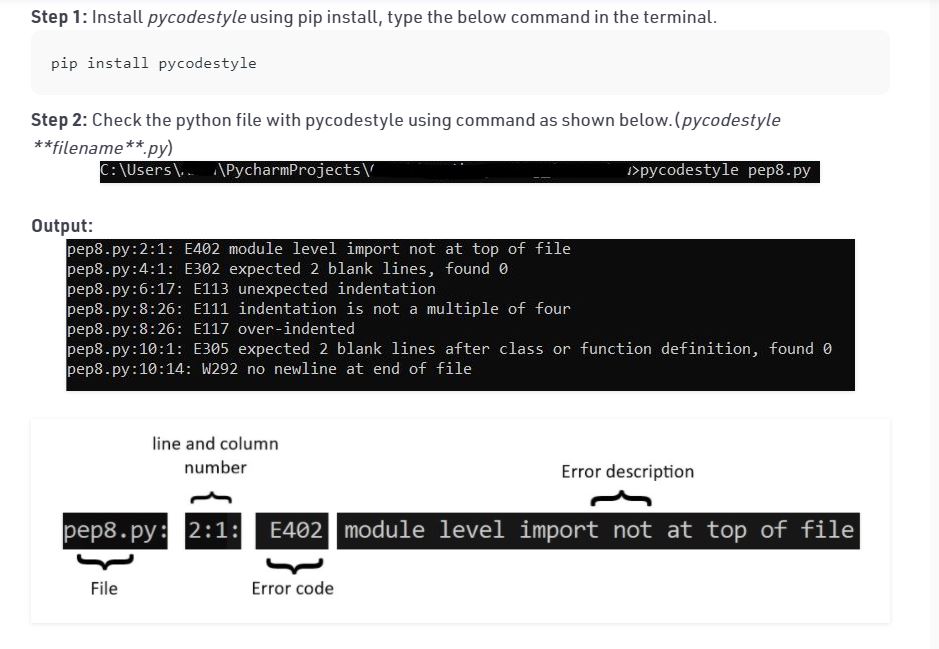 Step 1: Install pycodestyle using pip install, type the below command in the terminal.
pip install pycodestyle
Step 2: Check the python file with pycodestyle using command as shown below.(pycodestyle
**filename**.py)
C:\Users\ \PycharmProjects\ >pycodestyle pep8.py
Output:
pep8.py:2:1: E402 module level import not at top of file
pep8.py:4:1: E302 expected 2 blank lines, found 0
pep8.py:6:17: E113 unexpected indentation
pep8.py:8:26: E111 indentation is not a multiple of four
pep8.py:8:26: E117 over-indented
pep8.py:10:1: E305 expected 2 blank lines after class or function definition, found 0
pep8.py:10:14: W292 no newline at end of file
line and column
number
Error description
pep8.py: 2:1: E402 module level import not at top of file
File
Error code